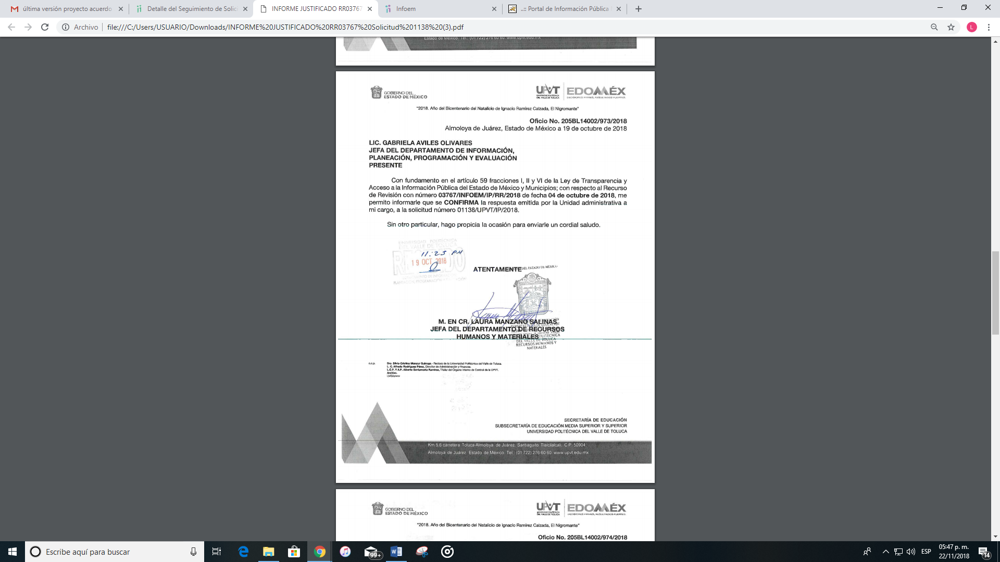 última versión proyecto acuerdo
Detalle del Seguimiento de Solici
INFORME JUSTIFICADO RR03767
Infoem
..:: Portal de Información Pública
Archivo
file:///C:/Users/USUARIO/Downloads/INFORME%20JUSTIFICADO%20RR03767%20Solicitud%201138%20(3).pdf
L
Estado de México. Tel.: (01 722) 276 60 60. www.upvt.edu.mx
GOBIERNO DEL
ESTADO DE MÉXICO
UPVT
UNIVERSIDAD POLITÉCNICA
DEL VALLE DE TOLUCA
EDOMÉX
DECISIONES FIRMES, RESULTADOS FUERTES.
"2018. Año del Bicentenario del Natalicio de Ignacio Ramírez Calzada, El Nigromante"
Oficio No. 205BL14002/973/2018
Almoloya de Juárez, Estado de México a 19 de octubre de 2018
LIC. GABRIELA AVILES OLIVARES
JEFA DEL DEPARTAMENTO DE INFORMACIÓN,
PLANEACIÓN, PROGRAMACIÓN Y EVALUACIÓN
PRESENTE
Con fundamento en el artículo 59 fracciones I, II y VI de la Ley de Transparencia y
Acceso a la Información Pública del Estado de México y Municipios; con respecto al Recurso
de Revisión con número 03767/INFOEM/IP/RR/2018 de fecha 04 de octubre de 2018, me
permito informarle que se CONFIRMA la respuesta emitida por la Unidad administrativa a
mi cargo, a la solicitud número 01138/UPVT/IP/2018.
Sin otro particular, hago propicia la ocasión para enviarle un cordial saludo.
UNIVERSIDAD POLITÉCNICA
DEL VALLE DE TOLUCA
RECIBIDO
11:23 PM
19 OCT 2018
PLANEACIÓN, PROGRAMACIÓN
ATENTAMENTE
DEL ESTADO DE MÉXICO
M. EN CR. LAURA MANZANO SALINAS
JEFA DEL DEPARTAMENTO DE RECURSOS
HUMANOS Y MATERIALES
DEL VALLE DE TOLUCA
RECURSOS HUMANOS Y
MATERIALES
c.c.p.
Dra. Silvia Cristina Manzur Quiroga.- Rectora de la Universidad Politécnica del Valle de Toluca.
L. C. Alfredo Rodríguez Pérez, Director de Administración y Finanzas.
L.C.P. Y A.P. Alberto Santamaría Ramírez, Titular del Órgano Interno de Control de la UPVT.
Archivo.
SECRETARÍA DE EDUCACIÓN
SUBSECRETARÍA DE EDUCACIÓN MEDIA SUPERIOR Y SUPERIOR
UNIVERSIDAD POLITÉCNICA DEL VALLE DE TOLUCA
Km 5.6 carretera Toluca-Almoloya de Juárez. Santiaguito Tlalcilalcali. C.P. 50904
Almoloya de Juárez. Estado de México. Tel.: (01 722) 276 60 60. www.upvt.edu.mx
GOBIERNO DEL
ESTADO DE MÉXICO
UPVT
UNIVERSIDAD POLITÉCNICA
DEL VALLE DE TOLUCA
EDOMÉX
DECISIONES FIRMES, RESULTADOS FUERTES.
"2018. Año del Bicentenario del Natalicio de Ignacio Ramírez Calzada, El Nigromante"
Oficio No. 205BL14002/974/2018
Escribe aquí para buscar
99+
ESP
05:47 p. m.
22/11/2018
14